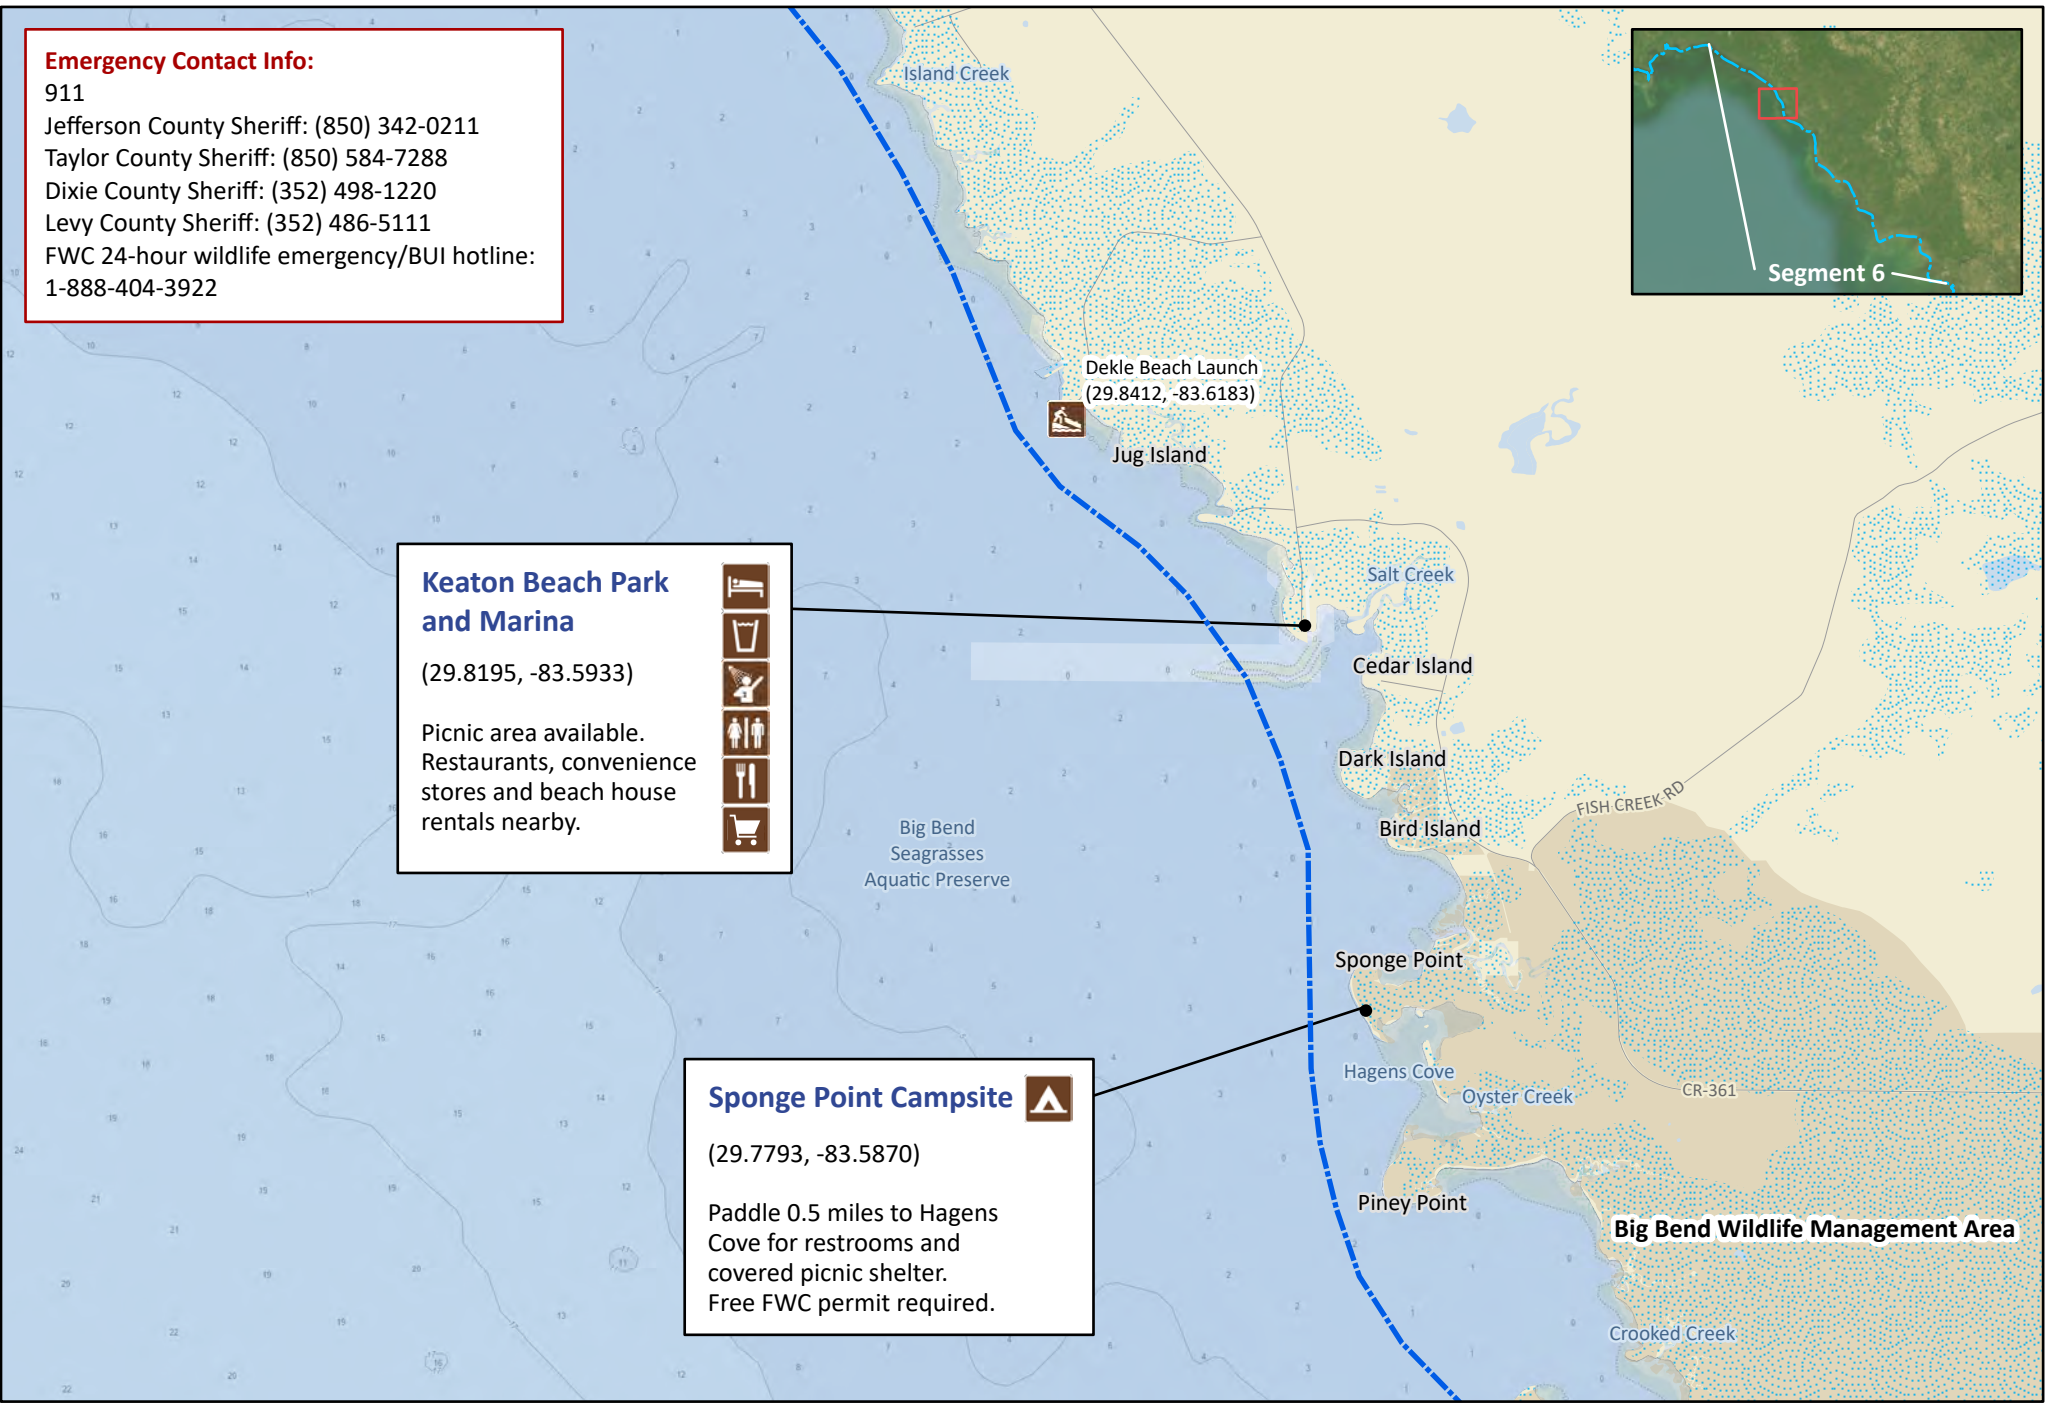 Emergency Contact Info:
911
Jefferson County Sheriff: (850) 342-0211
Taylor County Sheriff: (850) 584-7288
Dixie County Sheriff: (352) 498-1220
Levy County Sheriff: (352) 486-5111
FWC 24-hour wildlife emergency/BUI hotline:
1-888-404-3922
Island Creek
Segment 6
Dekle Beach Launch
(29.8412, -83.6183)
Jug Island
Keaton Beach Park
and Marina
(29.8195, -83.5933)
Picnic area available.
Restaurants, convenience
stores and beach house
rentals nearby.
Salt Creek
Cedar Island
Dark Island
FISH CREEK RD
Bird Island
Big Bend
Seagrasses
Aquatic Preserve
Sponge Point
Hagens Cove
Oyster Creek
CR-361
Sponge Point Campsite
(29.7793, -83.5870)
Paddle 0.5 miles to Hagens
Cove for restrooms and
covered picnic shelter.
Free FWC permit required.
Piney Point
Big Bend Wildlife Management Area
Crooked Creek